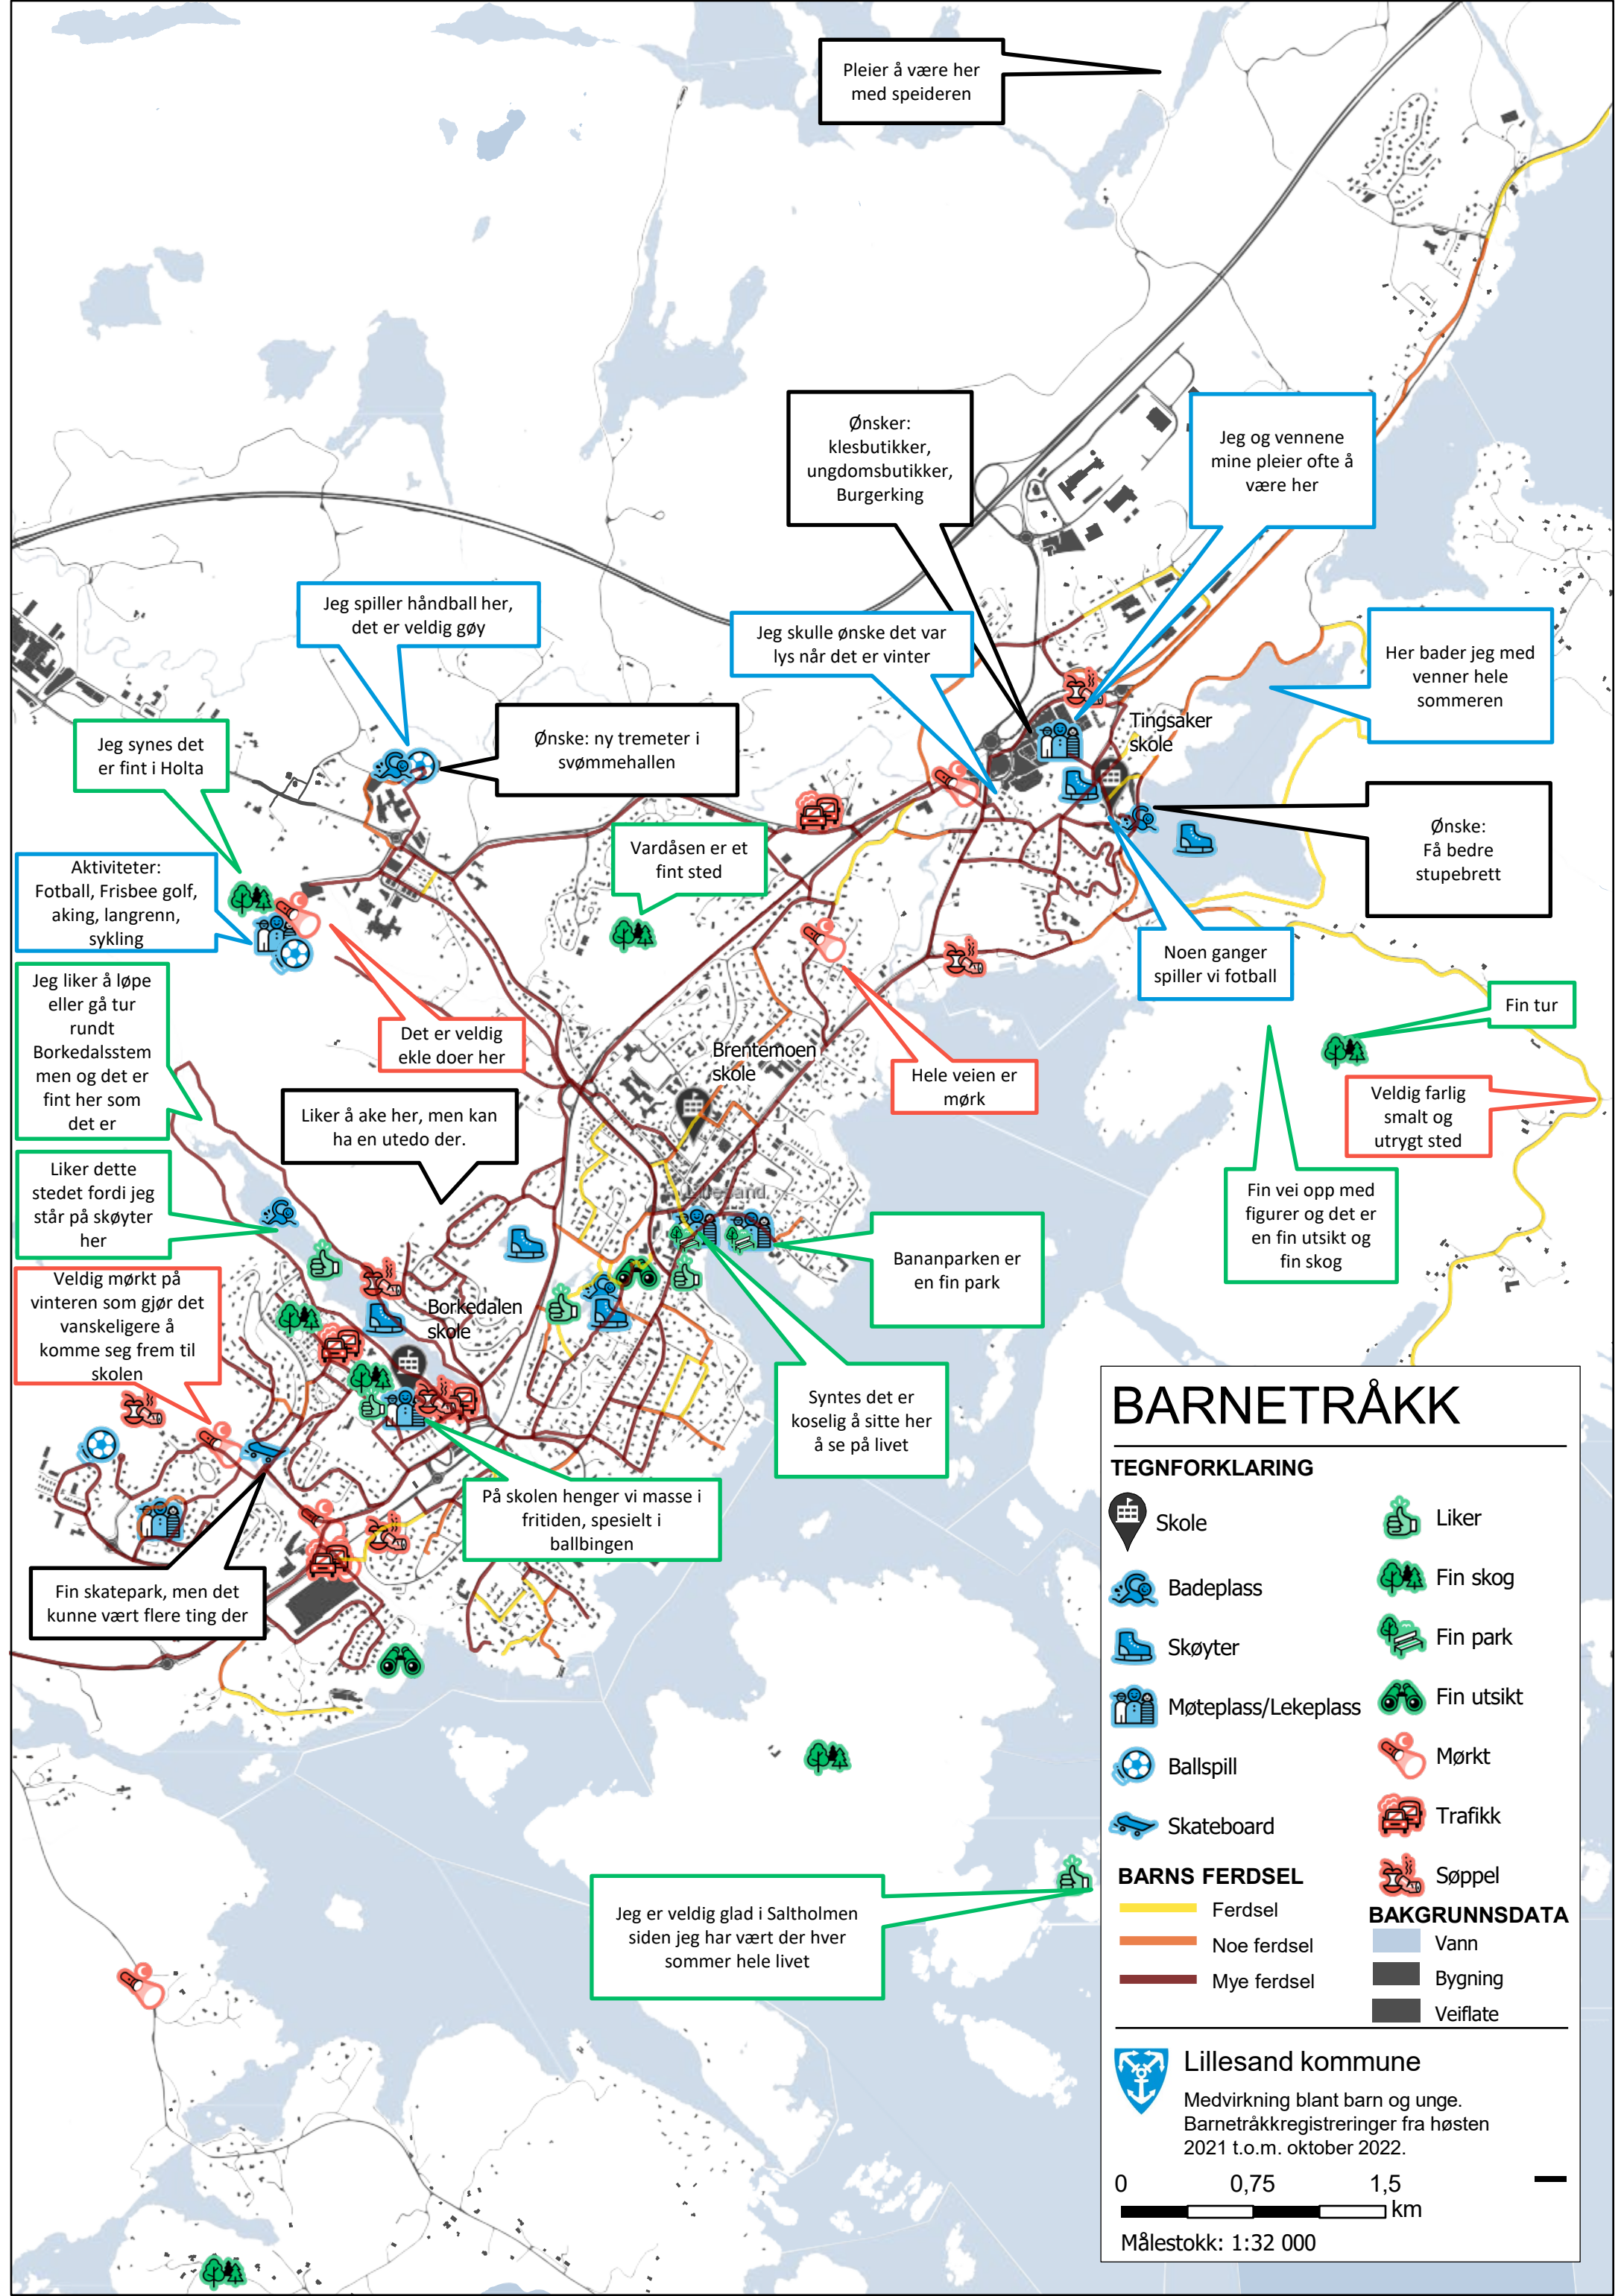 Pleier å være her
med speideren
Ønsker:
klesbutikker,
ungdomsbutikker,
Burgerking
Jeg og vennene
mine pleier ofte å
være her
Jeg spiller håndball her,
det er veldig gøy
Jeg skulle ønske det var
lys når det er vinter
Her bader jeg med
venner hele
sommeren
Jeg synes det
er fint i Holta
Ønske: ny tremeter i
svømmehallen
Tingsaker
skole
Ønske:
Få bedre
stupebrett
Vardåsen er et
fint sted
Aktiviteter:
Fotball, Frisbee golf,
aking, langrenn,
sykling
Noen ganger
spiller vi fotball
Jeg liker å løpe
eller gå tur
rundt
Borkedalsstem
men og det er
fint her som
det er
Det er veldig
ekle doer her
Fin tur
Brentemoen
skole
Hele veien er
mørk
Veldig farlig
smalt og
utrygt sted
Liker å ake her, men kan
ha en utedo der.
Liker dette
stedet fordi jeg
står på skøyter
her
Lillesand
Fin vei opp med
figurer og det er
en fin utsikt og
fin skog
Bananparken er
en fin park
Veldig mørkt på
vinteren som gjør det
vanskeligere å
komme seg frem til
skolen
Borkedalen
skole
Syntes det er
koselig å sitte her
å se på livet
På skolen henger vi masse i
fritiden, spesielt i
ballbingen
Fin skatepark, men det
kunne vært flere ting der
Jeg er veldig glad i Saltholmen
siden jeg har vært der hver
sommer hele livet
BARNETRÅKK
TEGNFORKLARING
Skole
Badeplass
Skøyter
Møteplass/Lekeplass
Ballspill
Skateboard
Liker
Fin skog
Fin park
Fin utsikt
Mørkt
Trafikk
Søppel
BARNS FERDSEL
Ferdsel
Noe ferdsel
Mye ferdsel
BAKGRUNNSDATA
Vann
Bygning
Veiflate
Lillesand kommune
Medvirkning blant barn og unge.
Barnetråkkregistreringer fra høsten
2021 t.o.m. oktober 2022.
0 0,75 1,5
km
Målestokk: 1:32 000